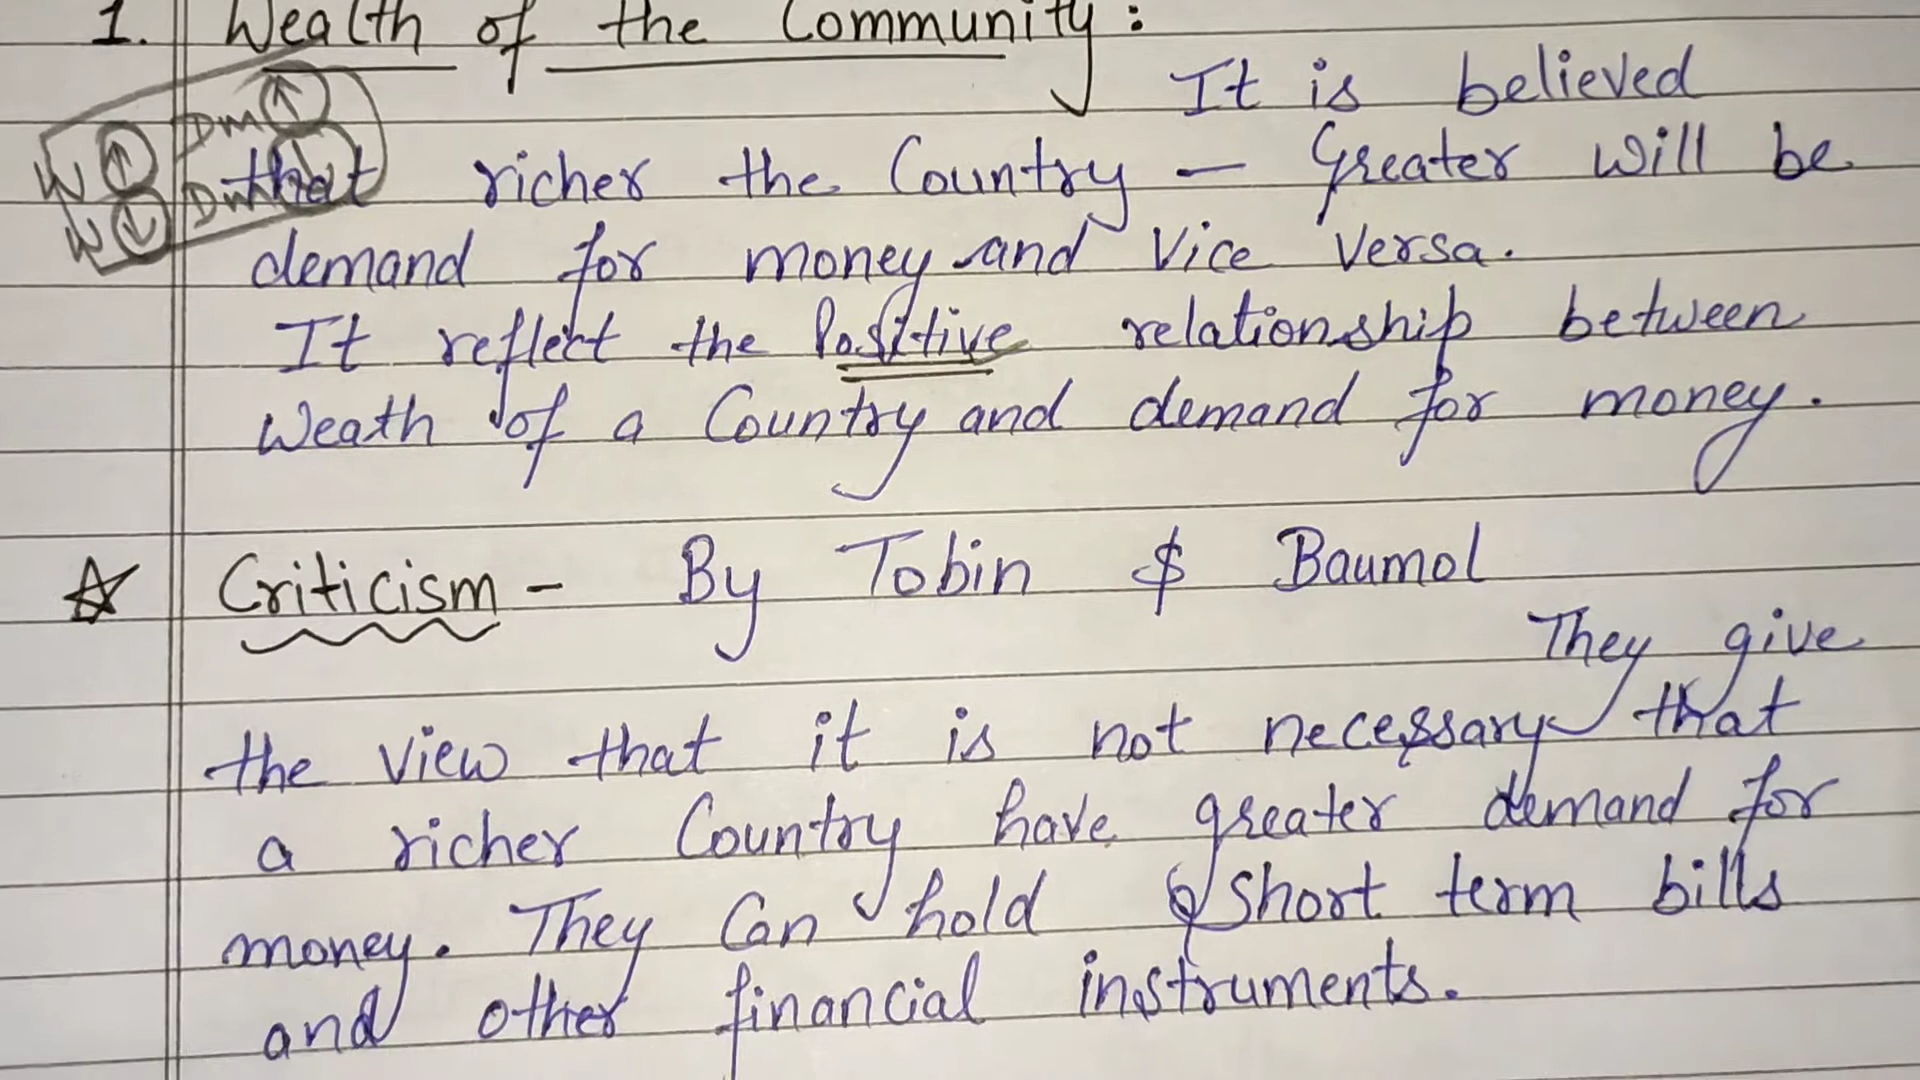 1. Wealth of the Community:
It is believed
W ↑ Dm ↑
W ↓ Dm ↓
that richer the Country - Greater will be
demand for money and Vice Versa.
It reflect the Positive relationship between
Weath of a Country and demand for money.
☆ Criticism - By Tobin $ Baumol
They give
the view that it is not necessary that
a richer Country have greater demand for
money. They Can hold short term bills
and other financial instruments.